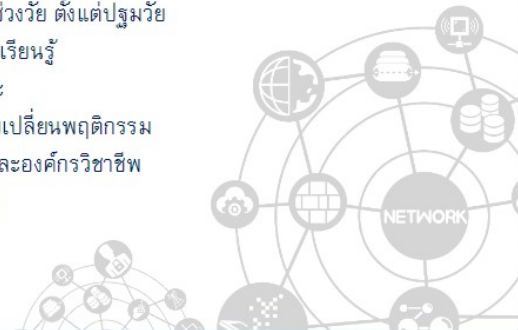 ช่วงวัย ตั้งแต่ปฐมวัย
เรียนรู้
เปลี่ยนพฤติกรรม
ละองค์กรวิชาชีพ
NETWORK